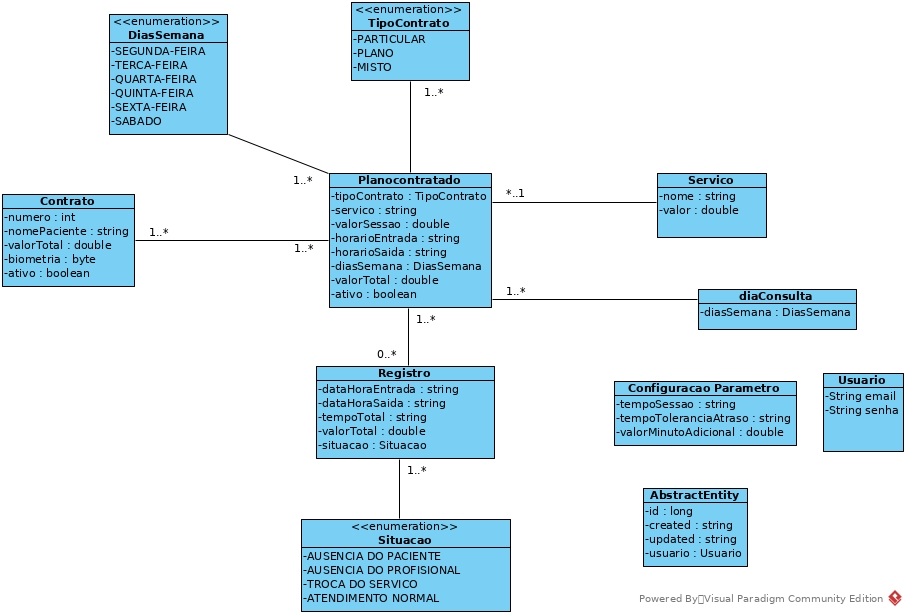 <<enumeration>>
DiasSemana
-SEGUNDA-FEIRA
-TERCA-FEIRA
-QUARTA-FEIRA
-QUINTA-FEIRA
-SEXTA-FEIRA
-SABADO
<<enumeration>>
TipoContrato
-PARTICULAR
-PLANO
-MISTO
1..*
1..*
Planocontratado
-tipoContrato : TipoContrato
-servico : string
-valorSessao : double
-horarioEntrada : string
-horarioSaida : string
-diasSemana : DiasSemana
-valorTotal : double
-ativo : boolean
*..1
Servico
-nome : string
-valor : double
Contrato
-numero : int
-nomePaciente : string
-valorTotal : double
-biometria : byte
-ativo : boolean
1..*
1..*
1..*
diaConsulta
-diasSemana : DiasSemana
1..*
0..*
Registro
-dataHoraEntrada : string
-dataHoraSaida : string
-tempoTotal : string
-valorTotal : double
-situacao : Situacao
Configuracao Parametro
-tempoSessao : string
-tempoToleranciaAtraso : string
-valorMinutoAdicional : double
Usuario
-String email
-String senha
1..*
<<enumeration>>
Situacao
-AUSENCIA DO PACIENTE
-AUSENCIA DO PROFISIONAL
-TROCA DO SERVICO
-ATENDIMENTO NORMAL
AbstractEntity
-id : long
-created : string
-updated : string
-usuario : Usuario
Powered By Visual Paradigm Community Edition